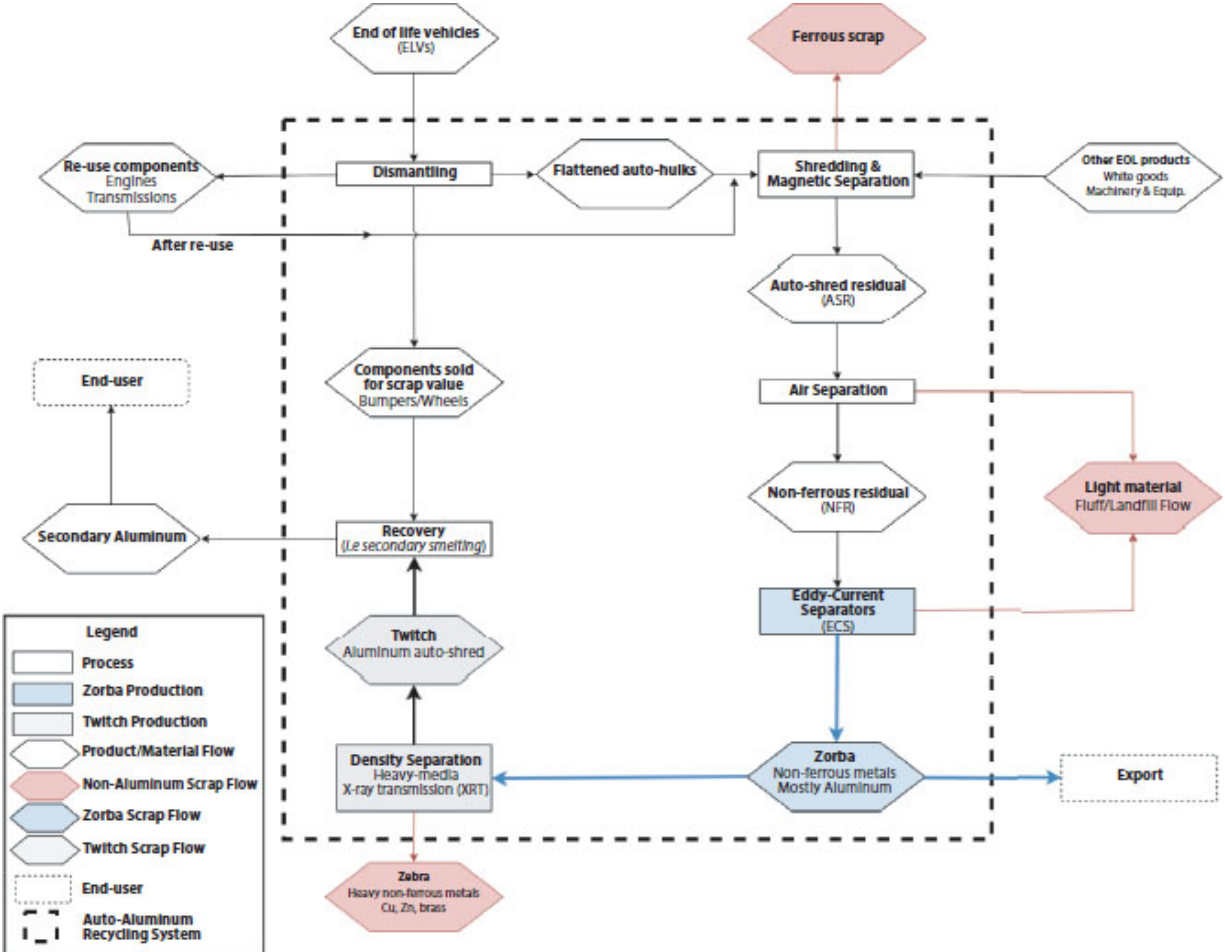 End of life vehicles
(ELVs)
Ferrous scrap
Re-use components
Engines
Transmissions
Dismantling
Flattened auto-hulks
Shredding &
Magnetic Separation
Other EOL products
White goods
Machinery & Equip.
After re-use
Auto-shred residual
(ASR)
End-user
Components sold
for scrap value
Bumpers/Wheels
Air Separation
Non-ferrous residual
(NFR)
Light material
Fluff/Landfill Flow
Secondary Aluminum
Recovery
(i.e secondary smelting)
Eddy-Current
Separators
(ECS)
Twitch
Aluminum auto-shred
Density Separation
Heavy-media
X-ray transmission (XRT)
Zorba
Non-ferrous metals
Mostly Aluminum
Export
Zebra
Heavy non-ferrous metals
Cu, Zn, brass
Legend
Process
Zorba Production
Twitch Production
Product/Material Flow
Non-Aluminum Scrap Flow
Zorba Scrap Flow
Twitch Scrap Flow
End-user
Auto-Aluminum
Recycling System